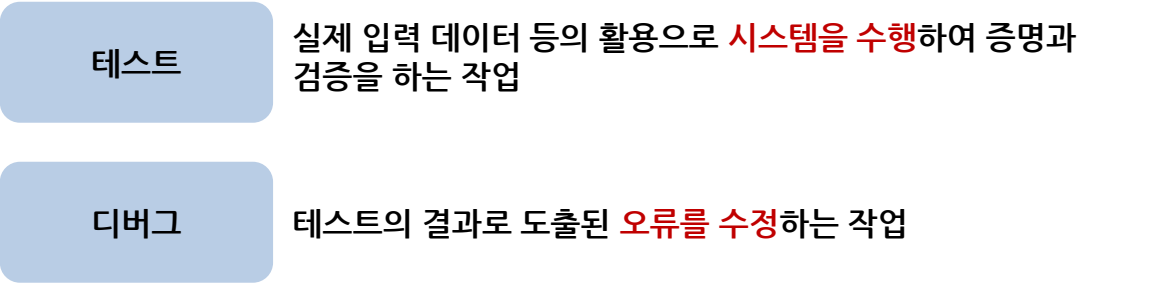 테스트
실제 입력 데이터 등의 활용으로 시스템을 수행하여 증명과
검증을 하는 작업
디버그
테스트의 결과로 도출된 오류를 수정하는 작업